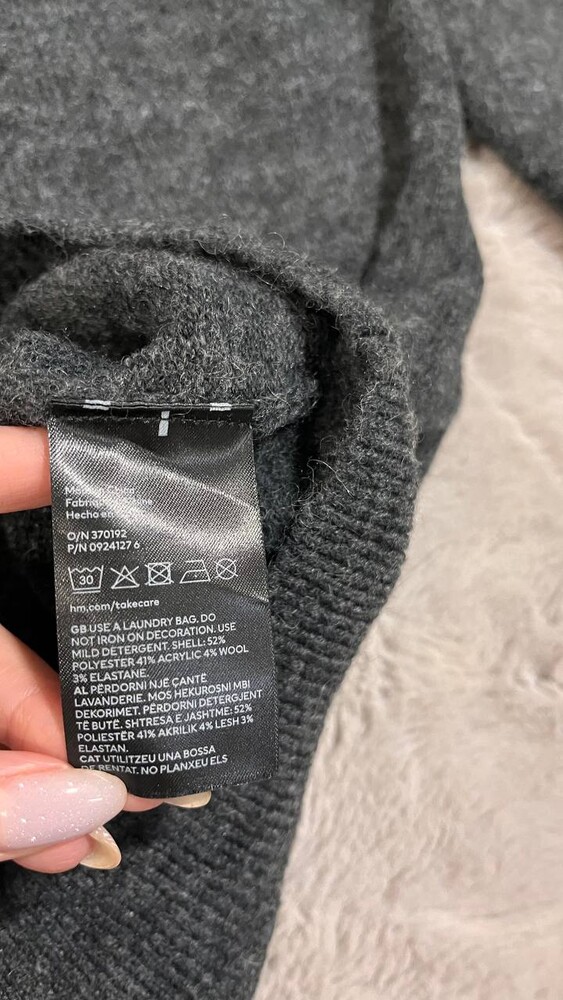 Hecho en
O/N 370192
P/N 0924127 6
30
hm.com/takecare
GB USE A LAUNDRY BAG. DO
NOT IRON ON DECORATION. USE
MILD DETERGENT. SHELL: 52%
POLYESTER 41% ACRYLIC 4% WOOL
3% ELASTANE.
AL PËRDORNI NJË ÇANTË
LAVANDERIE. MOS HEKUROSNI MBI
DEKORIMET. PËRDORNI DETERGJENT
TË BUTË. SHTRESA E JASHTME: 52%
POLIESTËR 41% AKRILIK 4% LESH 3%
ELASTAN.
CAT UTILITZEU UNA BOSSA
DE RENTAT. NO PLANXEU ELS